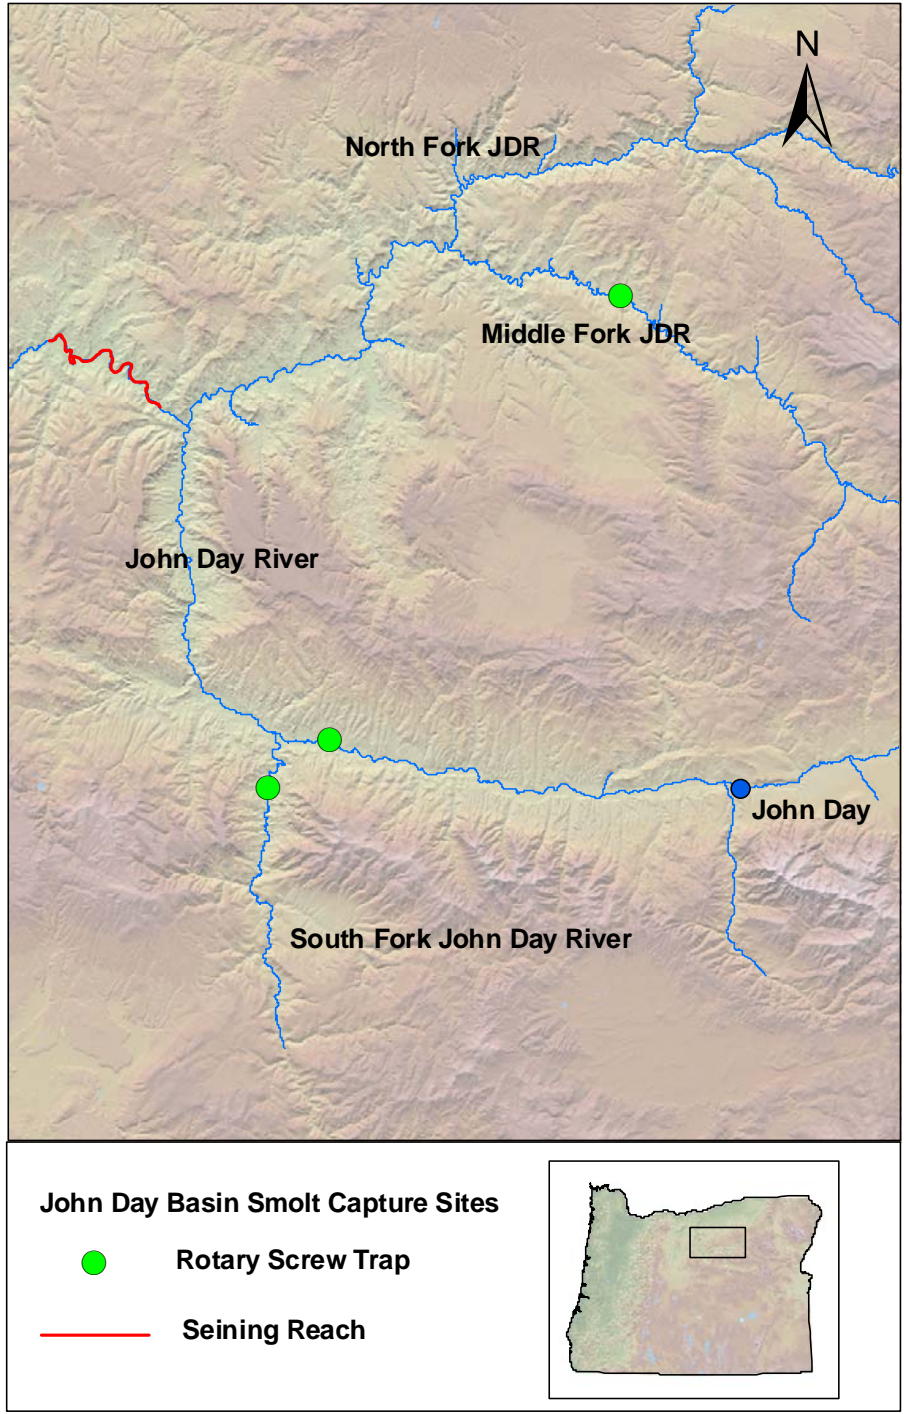 N
North Fork JDR
Middle Fork JDR
John Day River
John Day
South Fork John Day River
John Day Basin Smolt Capture Sites
Rotary Screw Trap
Seining Reach